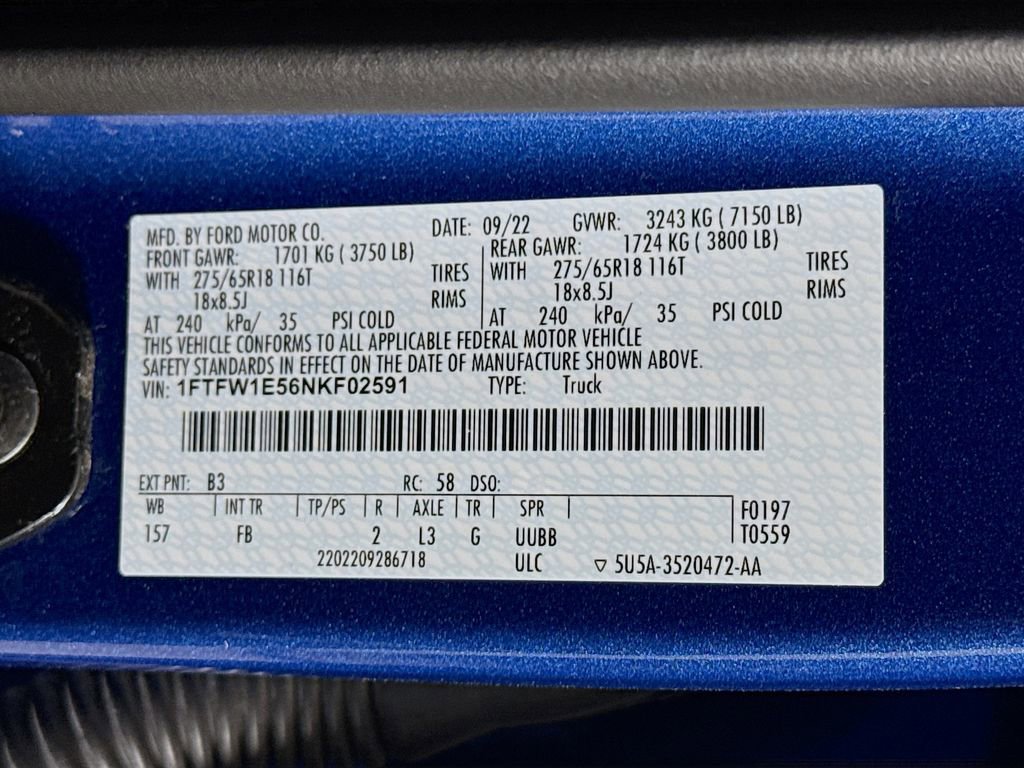 MFD. BY FORD MOTOR CO. DATE: 09/22 GVWR: 3243 KG ( 7150 LB)
FRONT GAWR: 1701 KG ( 3750 LB) REAR GAWR: 1724 KG ( 3800 LB)
WITH 275/65R18 116T TIRES WITH 275/65R18 116T TIRES
18x8.5J RIMS 18x8.5J RIMS
AT 240 kPa/ 35 PSI COLD AT 240 kPa/ 35 PSI COLD
THIS VEHICLE CONFORMS TO ALL APPLICABLE FEDERAL MOTOR VEHICLE
SAFETY STANDARDS IN EFFECT ON THE DATE OF MANUFACTURE SHOWN ABOVE.
VIN: 1FTFW1E56NKF02591 TYPE: Truck
EXT PNT: B3 RC: 58 DSO:
WB INT TR TP/PS R AXLE TR SPR F0197
157 FB 2 L3 G UUBB T0559
2202209286718 ULC ▽ 5U5A-3520472-AA